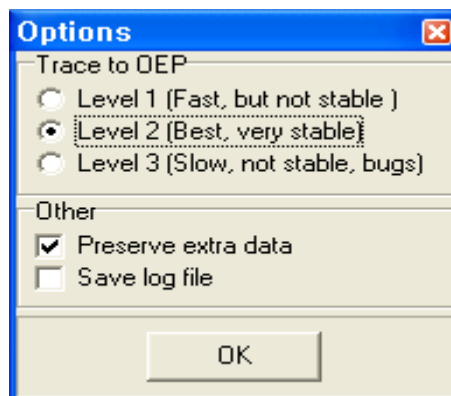 Options
Trace to OEP
Level 1 (Fast, but not stable )
Level 2 (Best, very stable)
Level 3 (Slow, not stable, bugs)
Other
Preserve extra data
Save log file
OK